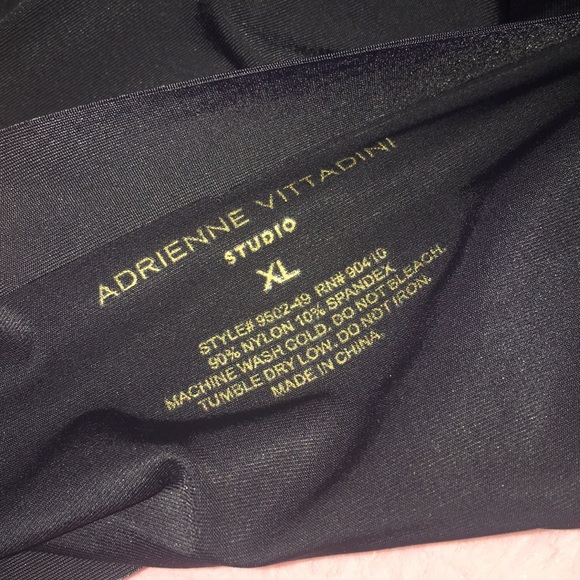 ADRIENNE VITTADINI
STUDIO
XL
STYLE# 9502-49 RN# 90410
90% NYLON 10% SPANDEX
MACHINE WASH COLD. DO NOT BLEACH.
TUMBLE DRY LOW. DO NOT IRON.
MADE IN CHINA.